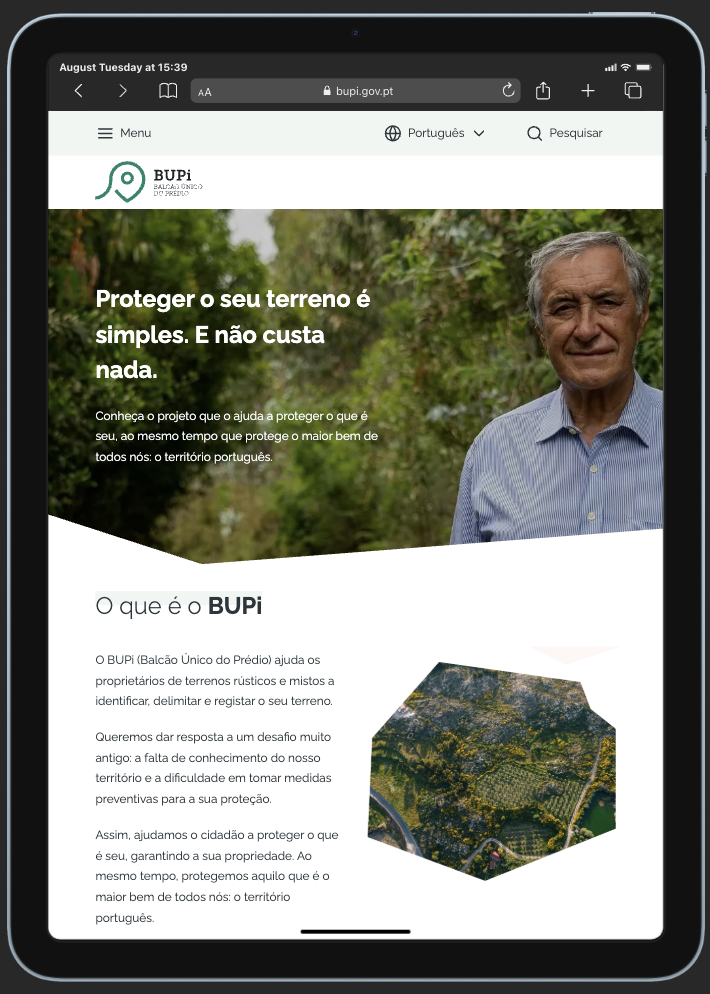 August Tuesday at 15:39
AA
bupi.gov.pt
Menu
Português
Pesquisar
BUPi
BALCÃO ÚNICO
DO PRÉDIO
Proteger o seu terreno é
simples. E não custa
nada.
Conheça o projeto que o ajuda a proteger o que é
seu, ao mesmo tempo que protege o maior bem de
todos nós: o território português.
O que é o BUPi
O BUPi (Balcão Único do Prédio) ajuda os
proprietários de terrenos rústicos e mistos a
identificar, delimitar e registar o seu terreno.
Queremos dar resposta a um desafio muito
antigo: a falta de conhecimento do nosso
território e a dificuldade em tomar medidas
preventivas para a sua proteção.
Assim, ajudamos o cidadão a proteger o que
é seu, garantindo a sua propriedade. Ao
mesmo tempo, protegemos aquilo que é o
maior bem de todos nós: o território
português.